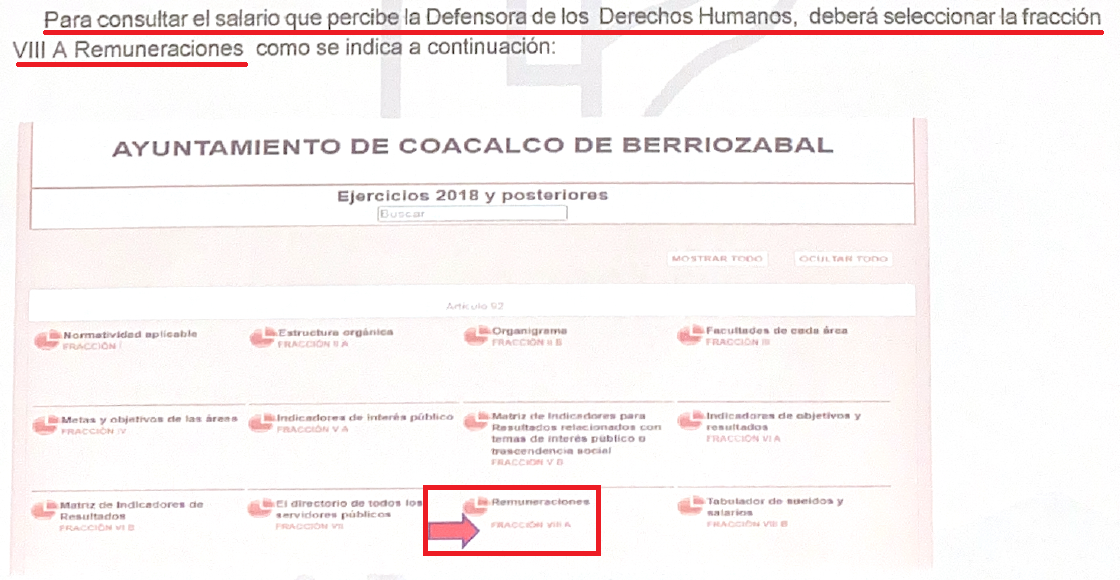 Para consultar el salario que percibe la Defensora de los Derechos Humanos, deberá seleccionar la fracción
VIII A Remuneraciones como se indica a continuación:
AYUNTAMIENTO DE COACALCO DE BERRIOZABAL
Ejercicios 2018 y posteriores
Buscar
MOSTRAR TODO OCULTAR TODO
Artículo 92
Normatividad aplicable
FRACCIÓN I
Estructura orgánica
FRACCIÓN II A
Organigrama
FRACCIÓN II B
Facultades de cada área
FRACCIÓN III
Metas y objetivos de las áreas
FRACCIÓN IV
Indicadores de interés público
FRACCIÓN V A
Matriz de Indicadores para
Resultados relacionados con
temas de interés público o
trascendencia social
FRACCIÓN V B
Indicadores de objetivos y
resultados
FRACCIÓN VI A
Matriz de Indicadores de
Resultados
FRACCIÓN VI B
El directorio de todos los
servidores públicos
FRACCIÓN VII
Remuneraciones
FRACCIÓN VIII A
Tabulador de sueldos y
salarios
FRACCIÓN VIII B